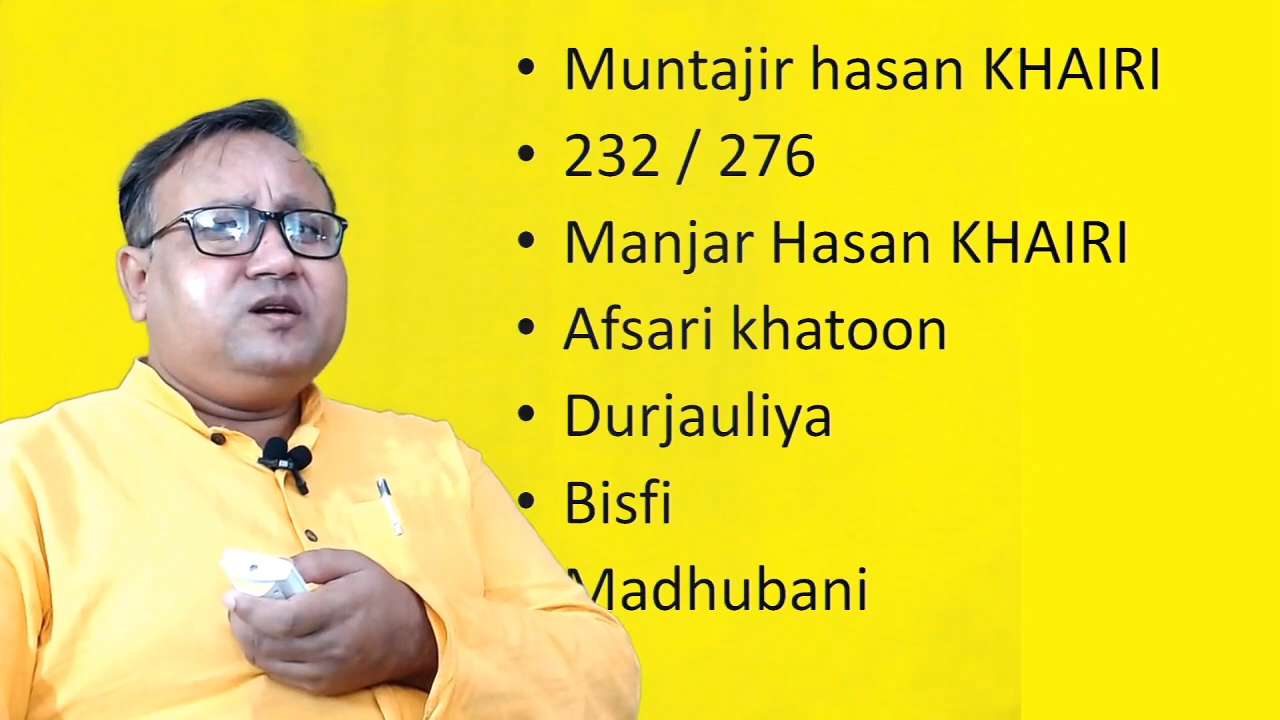 • Muntajir hasan KHAIRI
• 232 / 276
• Manjar Hasan KHAIRI
• Afsari khatoon
• Durjauliya
• Bisfi
Madhubani